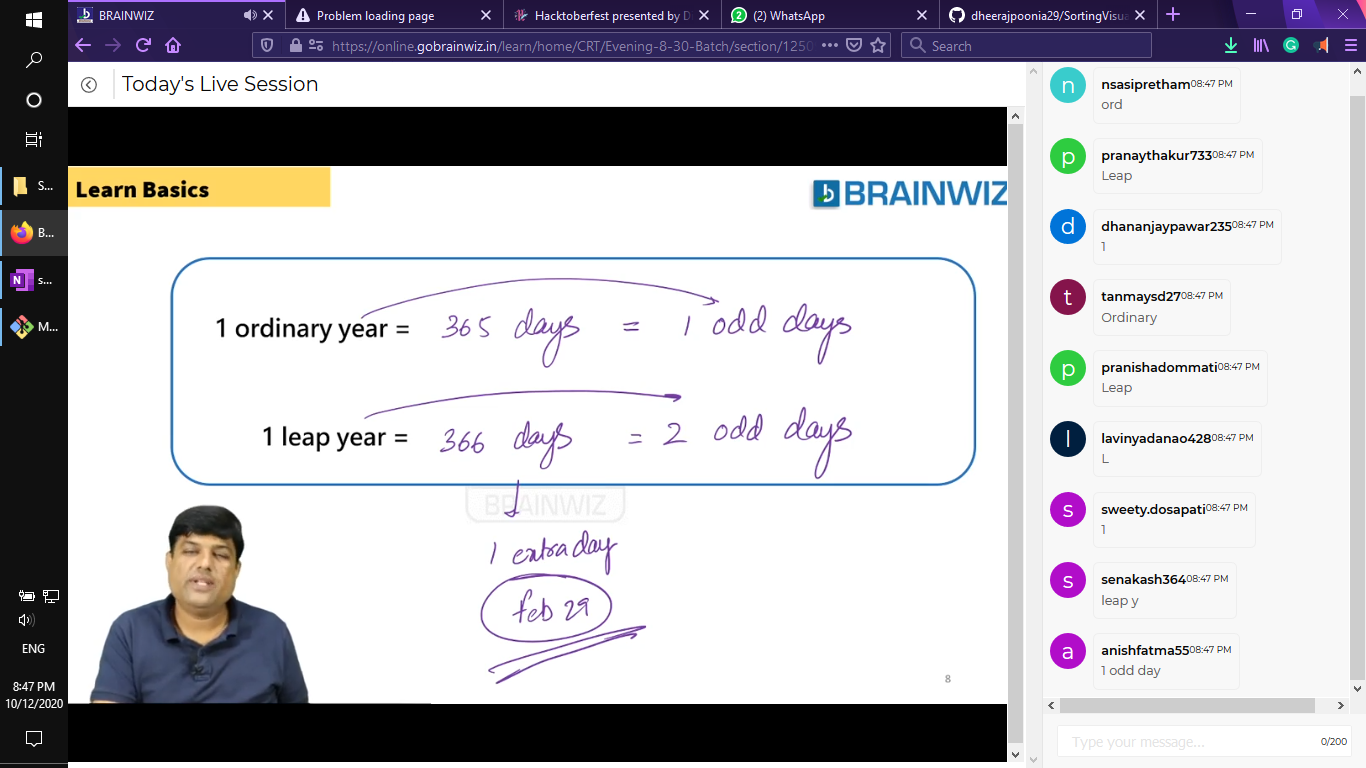 BRAINWIZ
Problem loading page
Hacktoberfest presented by D
(2) WhatsApp
dheerajpoonia29/SortingVisua
https://online.gobrainwiz.in/learn/home/CRT/Evening-8-30-Batch/section/1250
Search
Today's Live Session
Learn Basics
BRAINWIZ
1 ordinary year = 365 days = 1 odd days
1 leap year = 366 days = 2 odd days
BRAINWIZ
1 extra day
feb 29
8
n
nsasipretham 08:47 PM
ord
p
pranaythakur733 08:47 PM
Leap
d
dhananjaypawar235 08:47 PM
1
t
tanmaysd27 08:47 PM
Ordinary
p
pranishadommati 08:47 PM
Leap
l
lavinyadanao428 08:47 PM
L
s
sweety.dosapati 08:47 PM
1
s
senakash364 08:47 PM
leap y
a
anishfatma55 08:47 PM
1 odd day
Type your message...
0/200
S...
B...
s...
M...
ENG
8:47 PM
10/12/2020